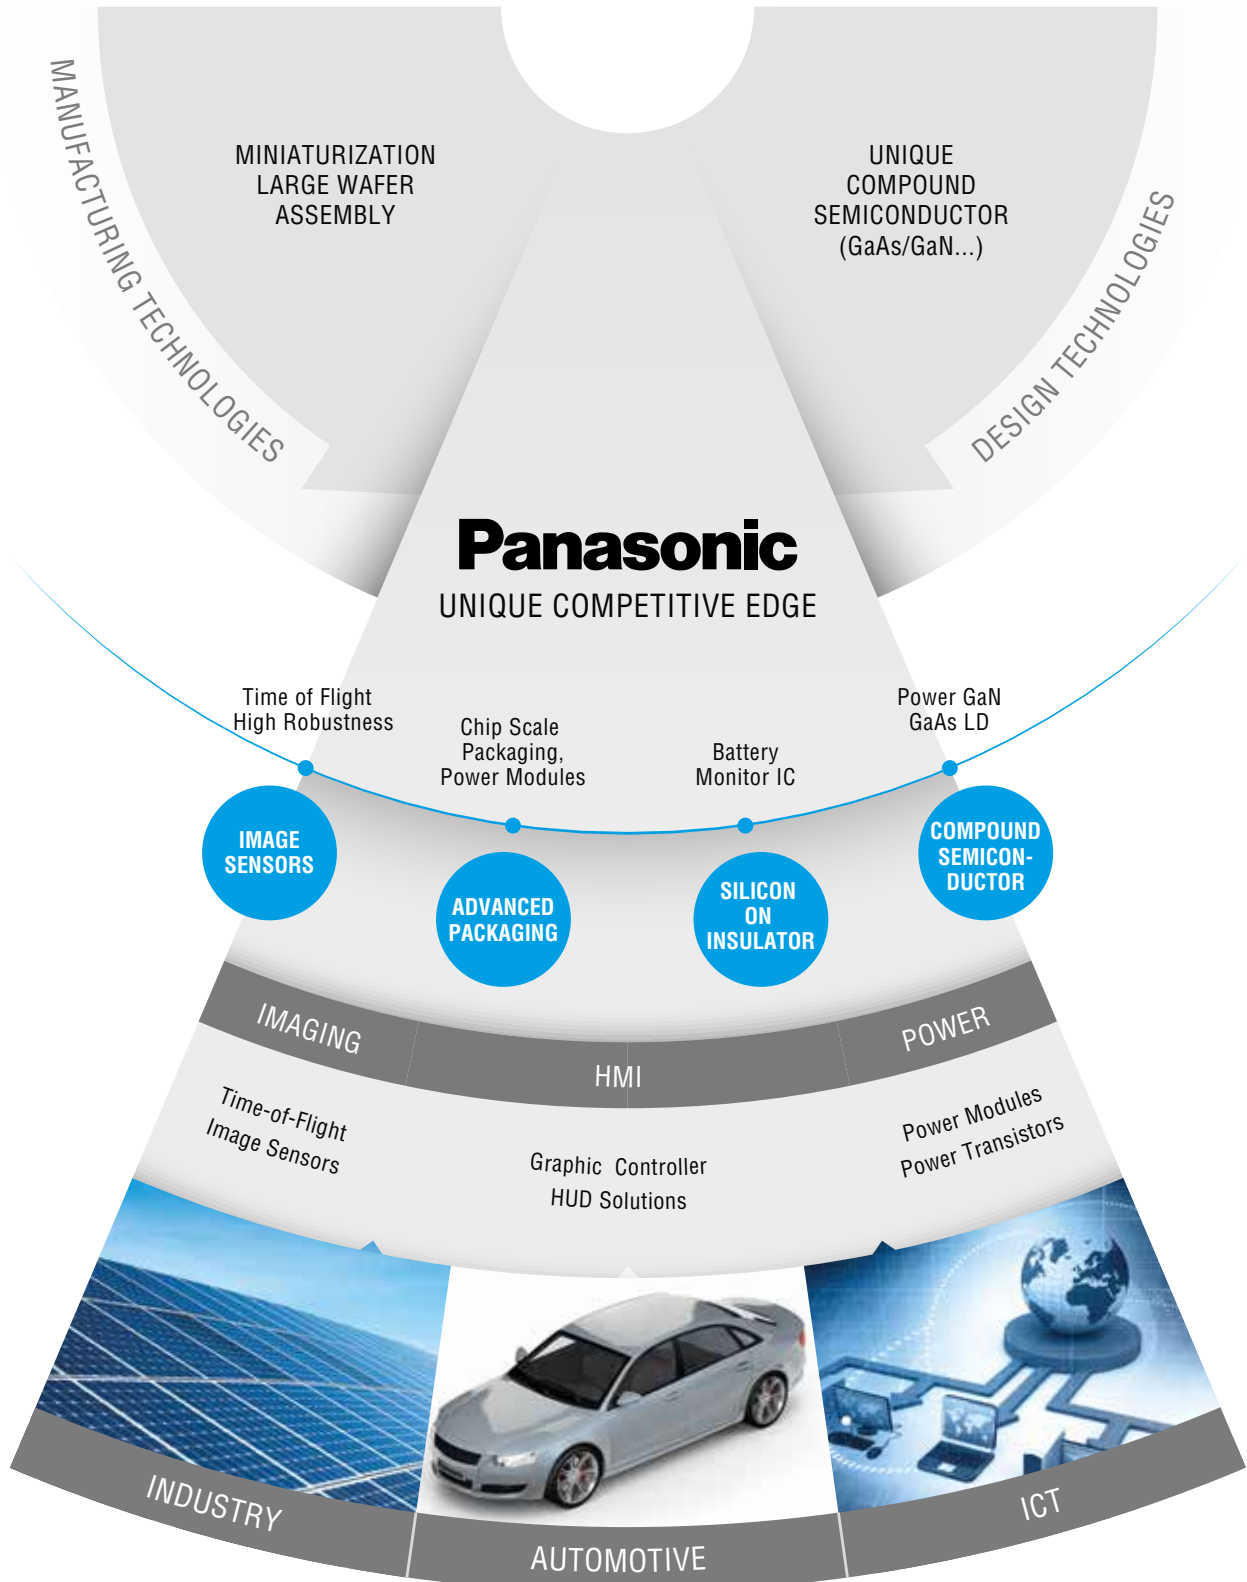 MANUFACTURING TECHNOLOGIES
MINIATURIZATION
LARGE WAFER
ASSEMBLY
UNIQUE
COMPOUND
SEMICONDUCTOR
(GaAs/GaN...)
DESIGN TECHNOLOGIES
Panasonic
UNIQUE COMPETITIVE EDGE
Time of Flight
High Robustness
Chip Scale
Packaging,
Power Modules
Battery
Monitor IC
Power GaN
GaAs LD
IMAGE
SENSORS
ADVANCED
PACKAGING
SILICON
ON
INSULATOR
COMPOUND
SEMICON-
DUCTOR
IMAGING
HMI
POWER
Time-of-Flight
Image Sensors
Graphic Controller
HUD Solutions
Power Modules
Power Transistors
INDUSTRY
AUTOMOTIVE
ICT